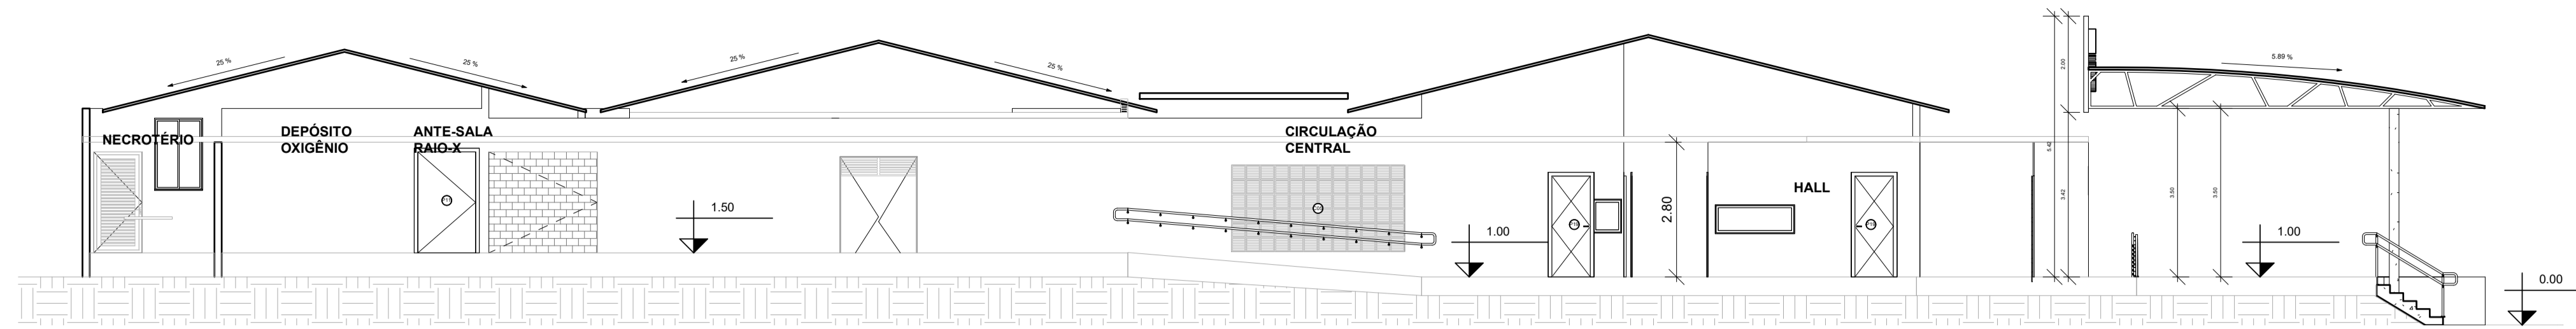 25 %
25 %
25 %
25 %
5.89 %
2.00
NECROTÉRIO
DEPÓSITO
OXIGÊNIO
ANTE-SALA
RAIO-X
CIRCULAÇÃO
CENTRAL
5.42
HALL
2.80
3.42
3.50
3.50
1.50
1.00
1.00
0.00